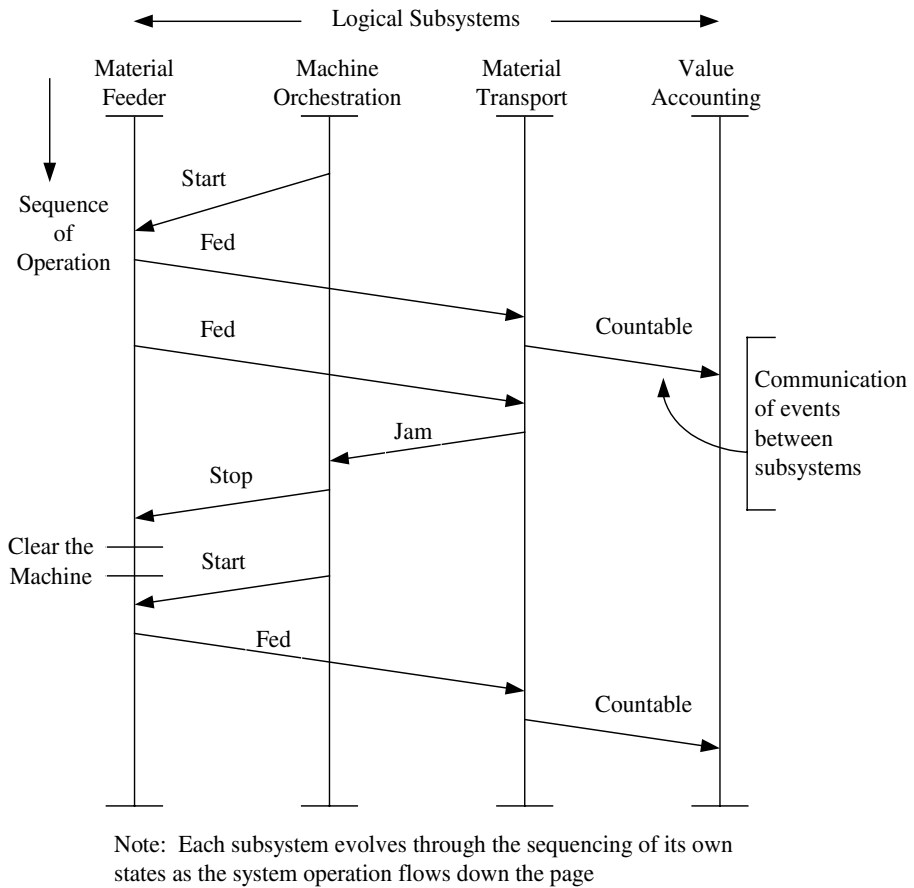 Logical Subsystems
Material
Feeder
Machine
Orchestration
Material
Transport
Value
Accounting
Start
Sequence
of
Operation
Fed
Fed
Countable
Communication
of events
between
subsystems
Jam
Stop
Clear the
Machine
Start
Fed
Countable
Note: Each subsystem evolves through the sequencing of its own
states as the system operation flows down the page